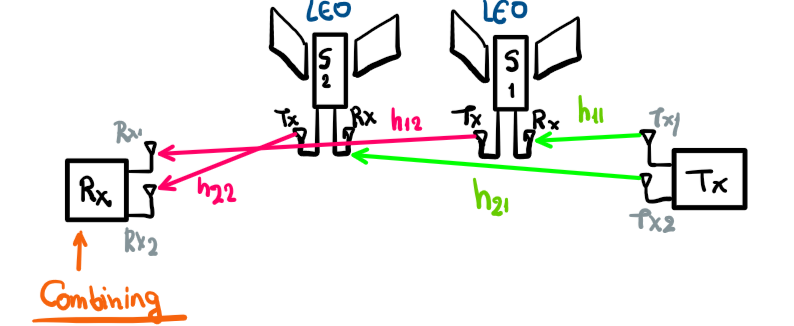 LEO
LEO
S
2
S
1
Tx
Rx
Tx
Rx
h11
Tx1
Rx1
h12
Rx
h22
h21
Tx
Tx2
Rx2
Combining